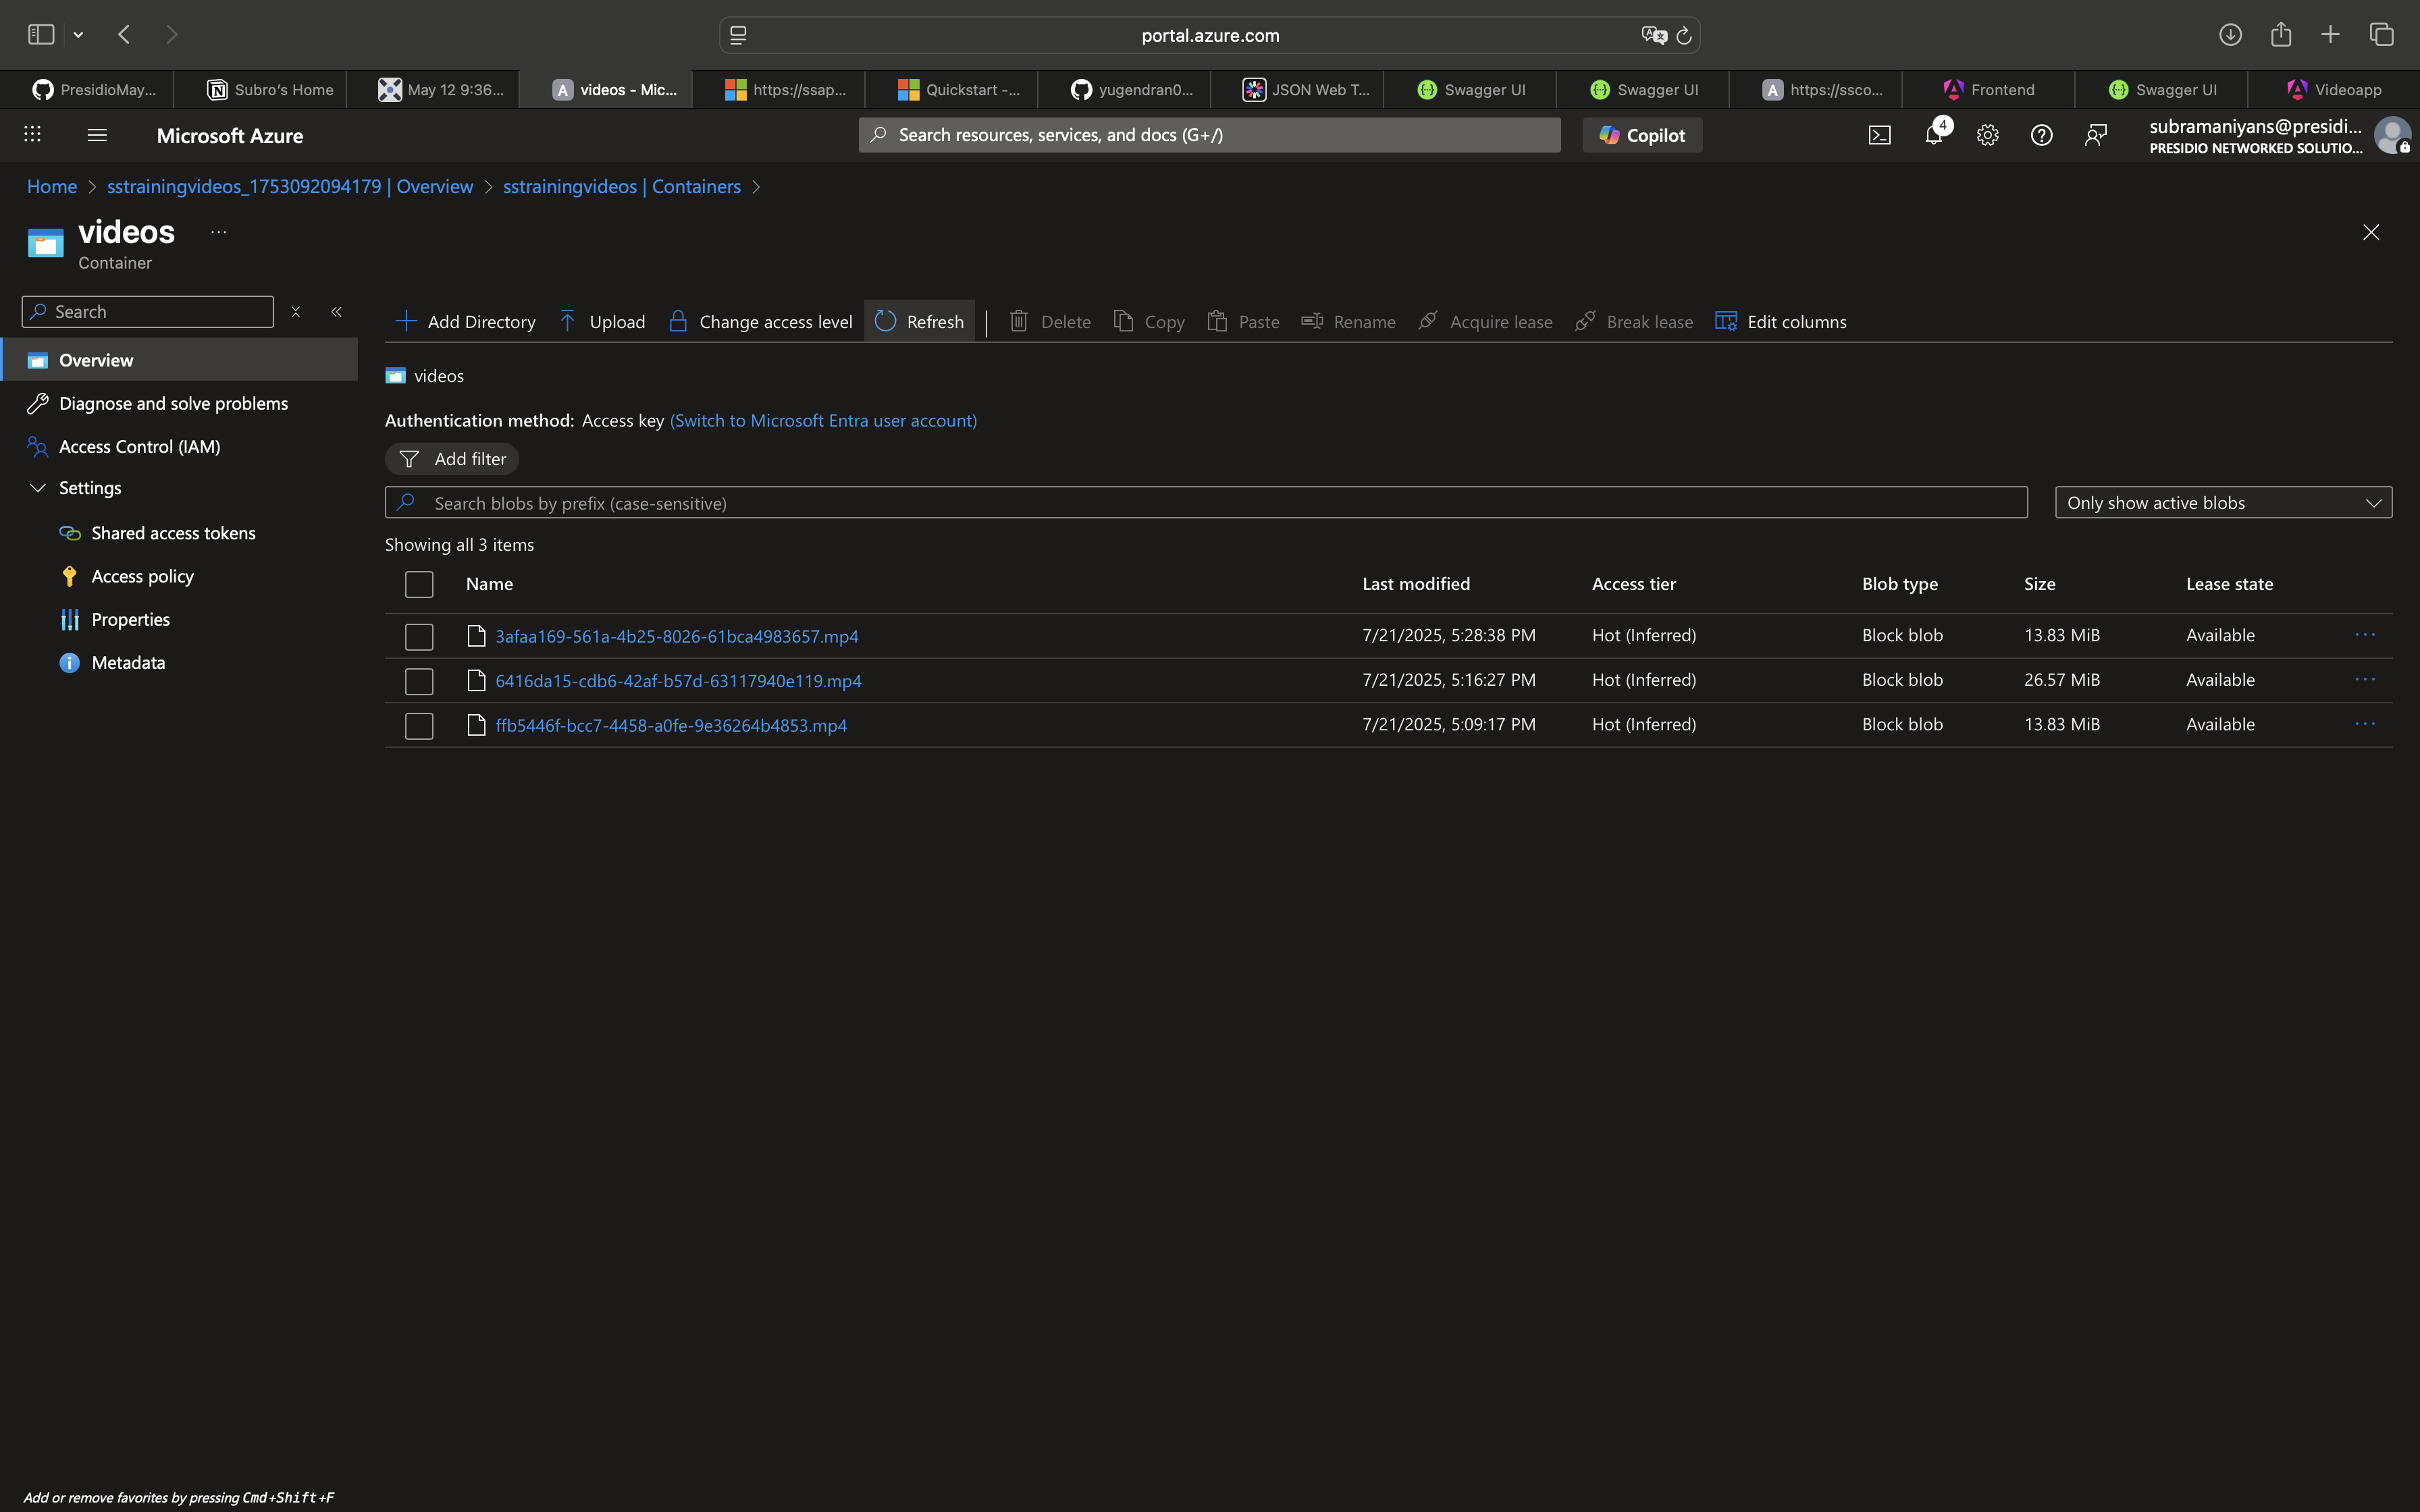 portal.azure.com
PresidioMay...
Subro's Home
May 12 9:36...
videos - Mic...
https://ssap...
Quickstart -...
yugendran0...
JSON Web T...
Swagger UI
Swagger UI
https://ssco...
Frontend
Swagger UI
Videoapp
Microsoft Azure
Search resources, services, and docs (G+/)
Copilot
4
subramaniyans@presidi...
PRESIDIO NETWORKED SOLUTIO...
Home > sstrainingvideos_1753092094179 | Overview > sstrainingvideos | Containers >
videos ...
Container
Search
Overview
Diagnose and solve problems
Access Control (IAM)
Settings
Shared access tokens
Access policy
Properties
Metadata
Add Directory Upload Change access level Refresh | Delete Copy Paste Rename Acquire lease Break lease Edit columns
videos
Authentication method: Access key (Switch to Microsoft Entra user account)
Add filter
Search blobs by prefix (case-sensitive)
Only show active blobs
Showing all 3 items
Name Last modified Access tier Blob type Size Lease state
3afaa169-561a-4b25-8026-61bca4983657.mp4 7/21/2025, 5:28:38 PM Hot (Inferred) Block blob 13.83 MiB Available ...
6416da15-cdb6-42af-b57d-63117940e119.mp4 7/21/2025, 5:16:27 PM Hot (Inferred) Block blob 26.57 MiB Available ...
ffb5446f-bcc7-4458-a0fe-9e36264b4853.mp4 7/21/2025, 5:09:17 PM Hot (Inferred) Block blob 13.83 MiB Available ...
Add or remove favorites by pressing Cmd+Shift+F